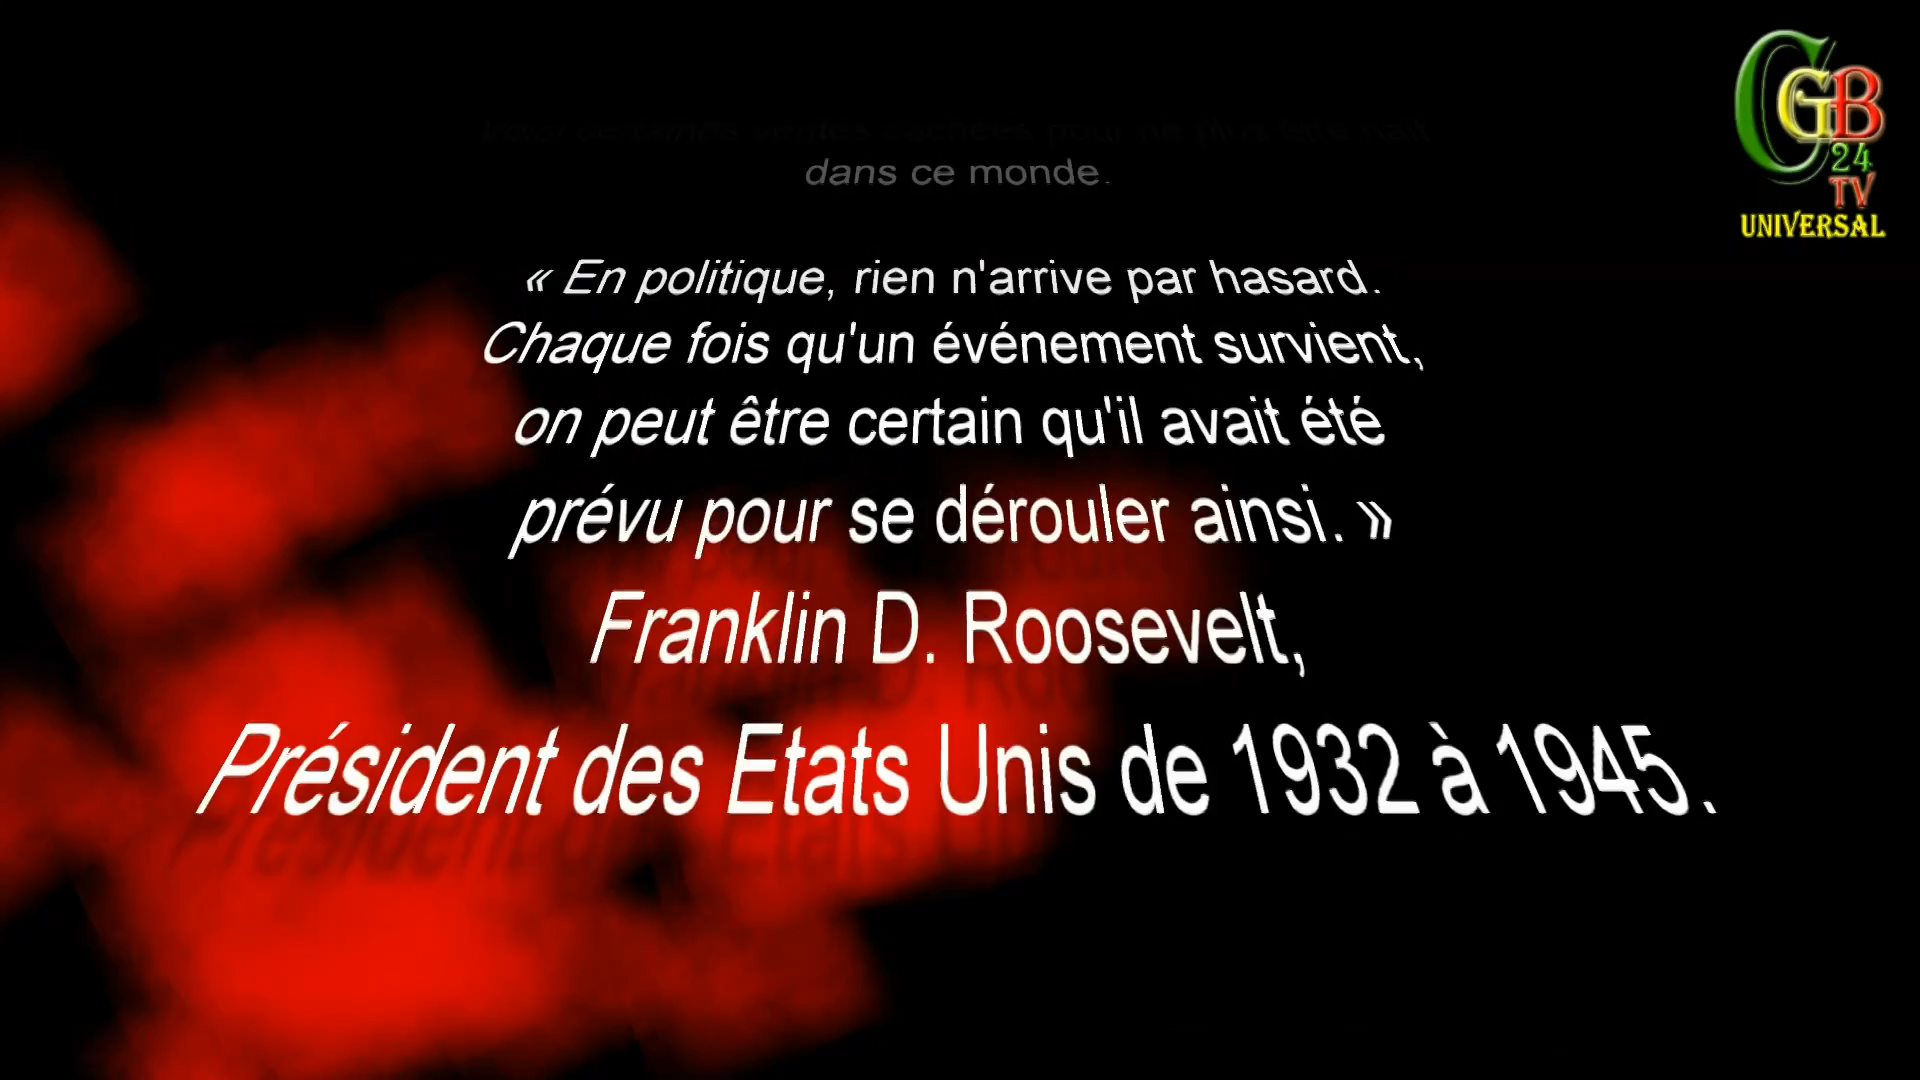 dans ce monde.
« En politique, rien n'arrive par hasard.
Chaque fois qu'un événement survient,
on peut être certain qu'il avait été
prévu pour se dérouler ainsi. »
Franklin D. Roosevelt,
Président des Etats Unis de 1932 à 1945.
CGB
24
TV
UNIVERSAL